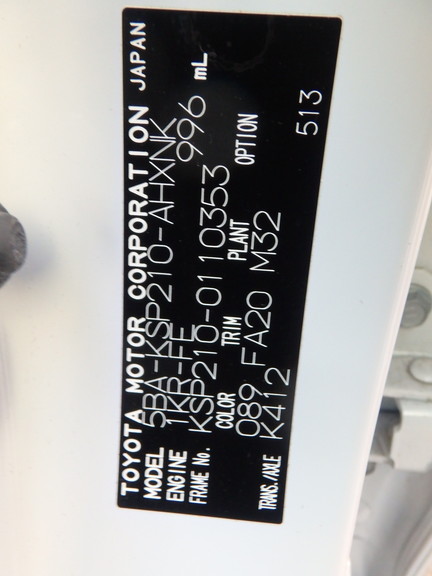 TOYOTA MOTOR CORPORATION JAPAN
MODEL 5BA-KSP210-AHXNK
ENGINE 1KR-FE 996 mL
FRAME No. KSP210-0110353
COLOR TRIM PLANT OPTION
089 FA20 M32
TRANS./AXLE K412
513